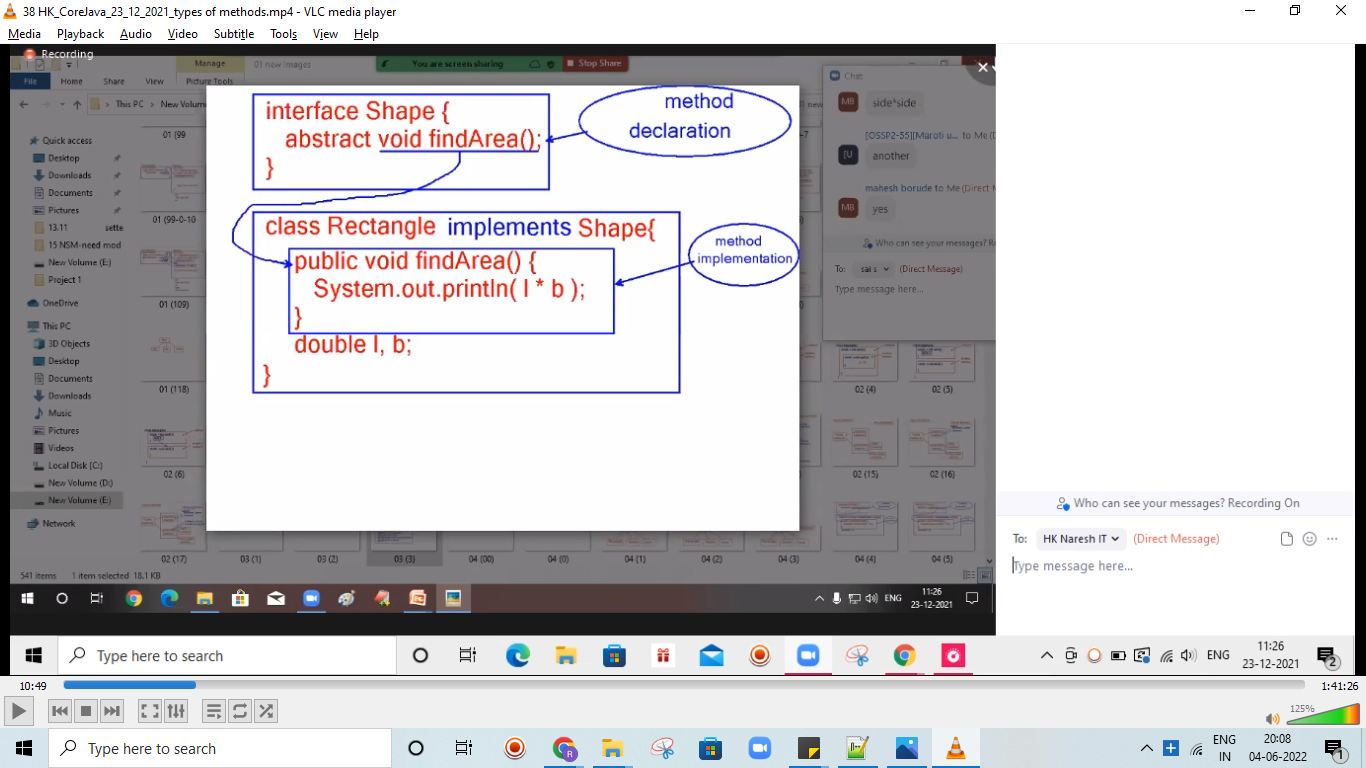 38 HK_CoreJava_23_12_2021_types of methods.mp4 - VLC media player
Media Playback Audio Video Subtitle Tools View Help
Recording
Manage
01 new images
You are screen sharing
Stop Share
File Home Share View Picture Tools
This PC > New Volum
Quick access
Desktop
Downloads
Documents
Pictures
13.11 sette
15 NSM-need mod
New Volume (E:)
Project 1
OneDrive
This PC
3D Objects
Desktop
Documents
Downloads
Music
Pictures
Videos
Local Disk (C:)
New Volume (D:)
New Volume (E:)
Network
01 (99
01 (99-0-10
01 (109)
01 (118)
02 (6)
02 (17)
interface Shape {
abstract void findArea();
}
method
declaration
class Rectangle implements Shape{
public void findArea() {
System.out.println( l * b );
}
double l, b;
}
method
implementation
Chat
MB
side*side
[OSSP2-55][Maroti u... to Me (D
[U
another
mahesh borude to Me (Direct M
MB
yes
Who can see your messages? Re
To: sai s (Direct Message)
Type message here...
02 (4) 02 (5)
02 (15) 02 (16)
03 (1) 03 (2) 03 (3) 04 (00) 04 (0) 04 (1) 04 (2) 04 (3) 04 (4) 04 (5)
541 items 1 item selected 18.1 KB
ENG
11:26
23-12-2021
Who can see your messages? Recording On
To: HK Naresh IT (Direct Message)
Type message here...
Type here to search
ENG
11:26
23-12-2021
2
10:49
1:41:26
125%
Type here to search
R
ENG
IN
20:08
04-06-2022
1